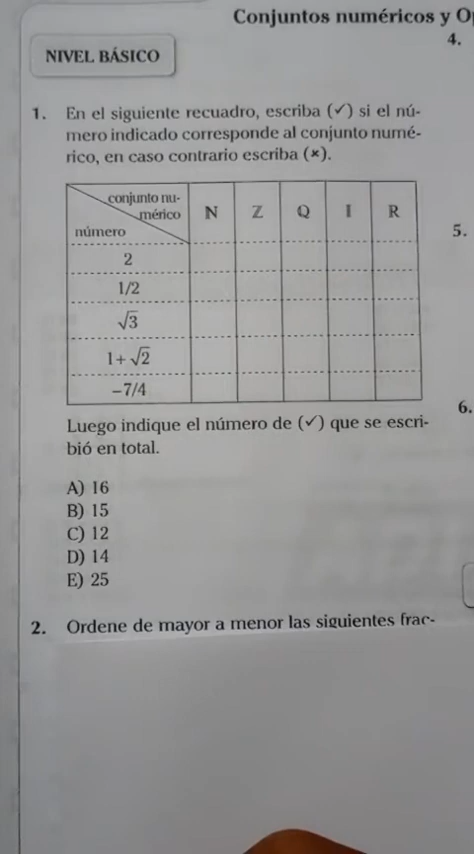 Conjuntos numéricos y O
4.
NIVEL BÁSICO
1. En el siguiente recuadro, escriba (✓) si el nú-
mero indicado corresponde al conjunto numé-
rico, en caso contrario escriba (×).
conjunto nu-
mérico N Z Q I R
número
2
1/2
√3
1+√2
−7/4
5.
6.
Luego indique el número de (✓) que se escri-
bió en total.
A) 16
B) 15
C) 12
D) 14
E) 25
2. Ordene de mayor a menor las siguientes frac-